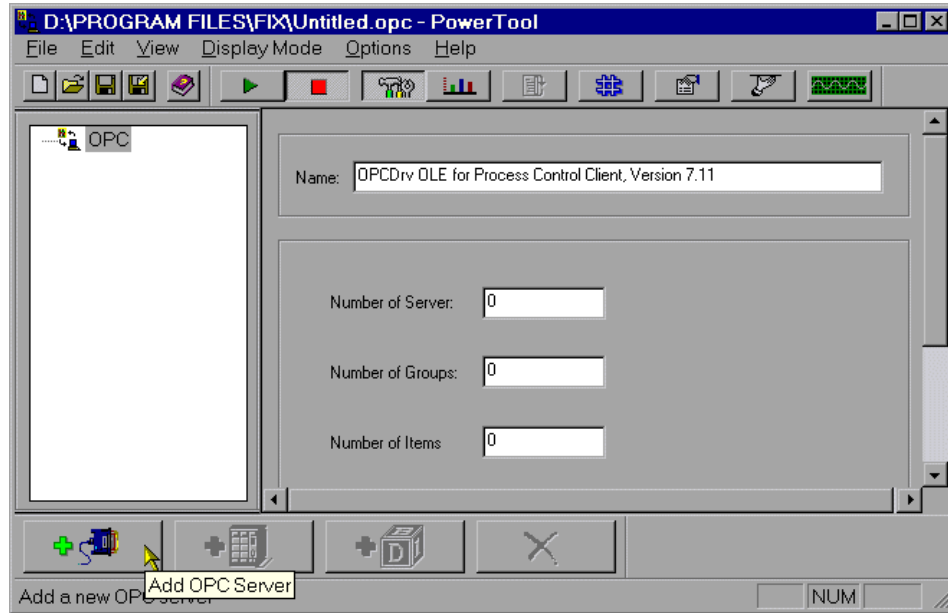 D:\PROGRAM FILES\FIX\Untitled.opc - PowerTool
File Edit View Display Mode Options Help
OPC
Name: OPCDrv OLE for Process Control Client, Version 7.11
Number of Server: 0
Number of Groups: 0
Number of Items 0
D
Add OPC Server
Add a new OPC server
NUM